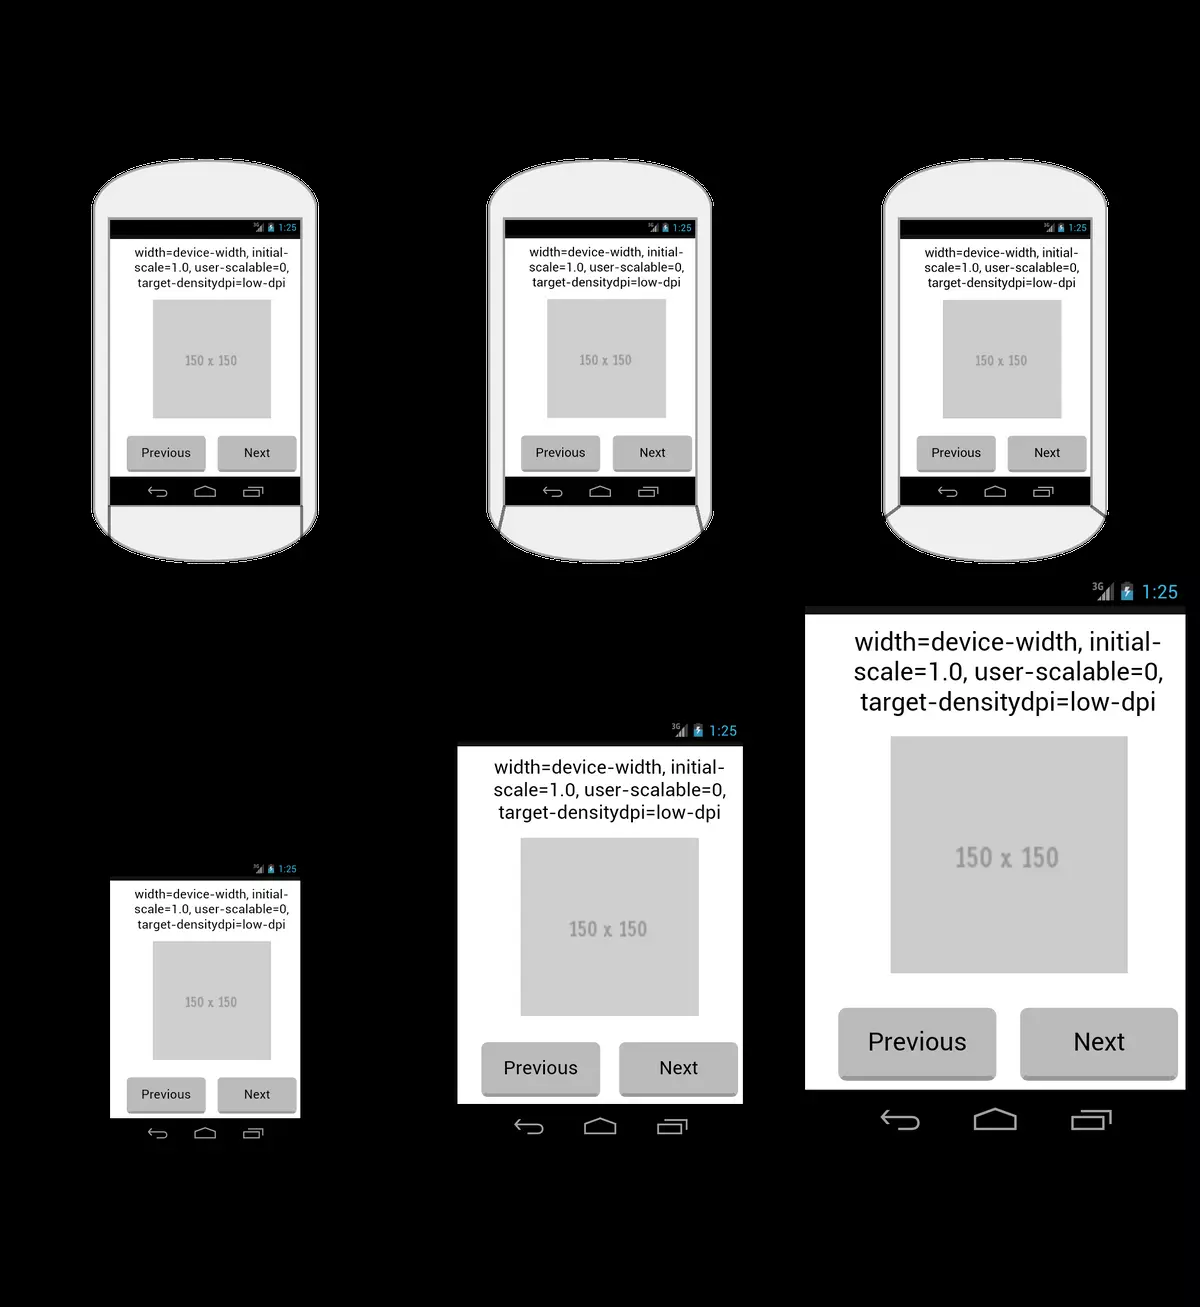 3G 1:25
width=device-width, initial-
scale=1.0, user-scalable=0,
target-densitydpi=low-dpi
150 x 150
Previous Next
3G 1:25
width=device-width, initial-
scale=1.0, user-scalable=0,
target-densitydpi=low-dpi
150 x 150
Previous Next
3G 1:25
width=device-width, initial-
scale=1.0, user-scalable=0,
target-densitydpi=low-dpi
150 x 150
Previous Next
3G 1:25
width=device-width, initial-
scale=1.0, user-scalable=0,
target-densitydpi=low-dpi
150 x 150
Previous Next
3G 1:25
width=device-width, initial-
scale=1.0, user-scalable=0,
target-densitydpi=low-dpi
150 x 150
Previous Next
3G 1:25
width=device-width, initial-
scale=1.0, user-scalable=0,
target-densitydpi=low-dpi
150 x 150
Previous Next